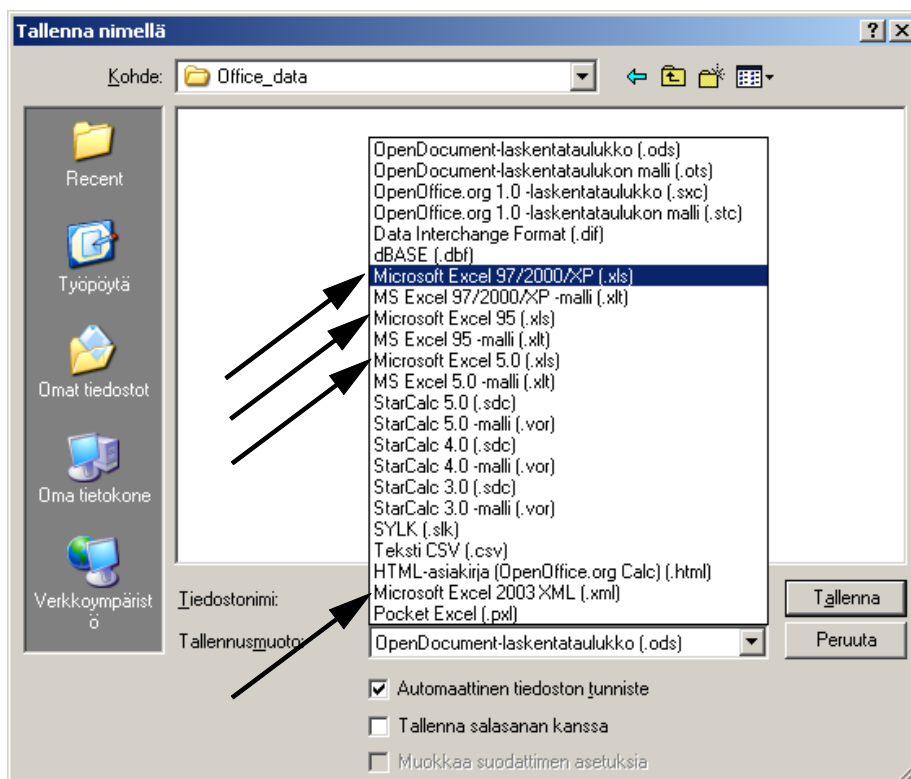 Tallenna nimellä
Kohde:
Office_data
Recent
Työpöytä
Omat tiedostot
Oma tietokone
Verkkoympärist
ö
OpenDocument-laskentataulukko (.ods)
OpenDocument-laskentataulukon malli (.ots)
OpenOffice.org 1.0 -laskentataulukko (.sxc)
OpenOffice.org 1.0 -laskentataulukon malli (.stc)
Data Interchange Format (.dif)
dBASE (.dbf)
Microsoft Excel 97/2000/XP (.xls)
MS Excel 97/2000/XP -malli (.xlt)
Microsoft Excel 95 (.xls)
MS Excel 95 -malli (.xlt)
Microsoft Excel 5.0 (.xls)
MS Excel 5.0 -malli (.xlt)
StarCalc 5.0 (.sdc)
StarCalc 5.0 -malli (.vor)
StarCalc 4.0 (.sdc)
StarCalc 4.0 -malli (.vor)
StarCalc 3.0 (.sdc)
StarCalc 3.0 -malli (.vor)
SYLK (.slk)
Teksti CSV (.csv)
HTML-asiakirja (OpenOffice.org Calc) (.html)
Microsoft Excel 2003 XML (.xml)
Pocket Excel (.pxl)
Tiedostonimi:
Tallenna
Tallennusmuoto:
OpenDocument-laskentataulukko (.ods)
Peruuta
Automaattinen tiedoston tunniste
Tallenna salasanan kanssa
Muokkaa suodattimen asetuksia